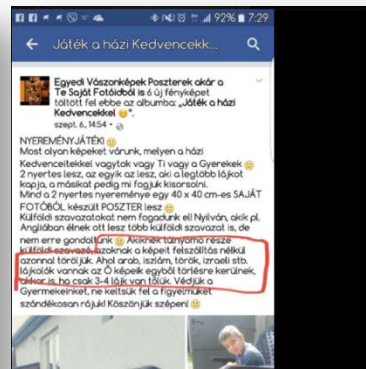 92% 7:29
Játék a házi Kedvencekk...
Egyedi Vászonképek Poszterek akár a
Te Saját Fotóidból is 6 új fényképet
töltött fel ebbe az albumba: „Játék a házi
Kedvencekkel 😊”.
szept. 6., 14:54 •
NYEREMÉNYJÁTÉK! 🙂
Most olyan képeket várunk, melyen a házi
Kedvenceitekkel vagytok vagy Ti vagy a Gyerekek 🙂
2 nyertes lesz, az egyik az lesz, aki a legtöbb lájkot
kapja, a másikat pedig mi fogjuk kisorsolni.
Mind a 2 nyertes nyereménye egy 40 x 40 cm-es SAJÁT
FOTÓBÓL készült POSZTER lesz 🙂
Külföldi szavazatokat nem fogadunk el! Nyilván, akik pl.
Angliában élnek ott lesz több külföldi szavazat is, de
nem erre gondoltunk 🙂 Akiknek túlnyomó része
külföldi szavazó, azoknak a képeit felszólítás nélkül
azonnal töröljük. Ahol arab, iszlám, török, izraeli stb.
lájkolók vannak az Ő képeik egyből törlésre kerülnek,
akkor is, ha csak 3-4 lájk van tőlük. Védjük a
Gyermekeinket, ne keltsük fel a figyelmüket
szándékosan rájuk! Köszönjük szépen! 🙂